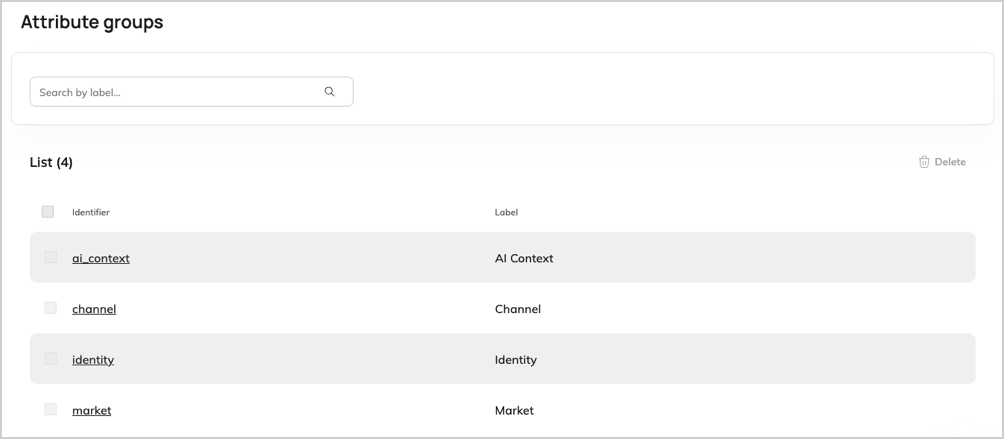 Attribute groups
Search by label...
List (4)
Delete
Identifier Label
ai_context AI Context
channel Channel
identity Identity
market Market